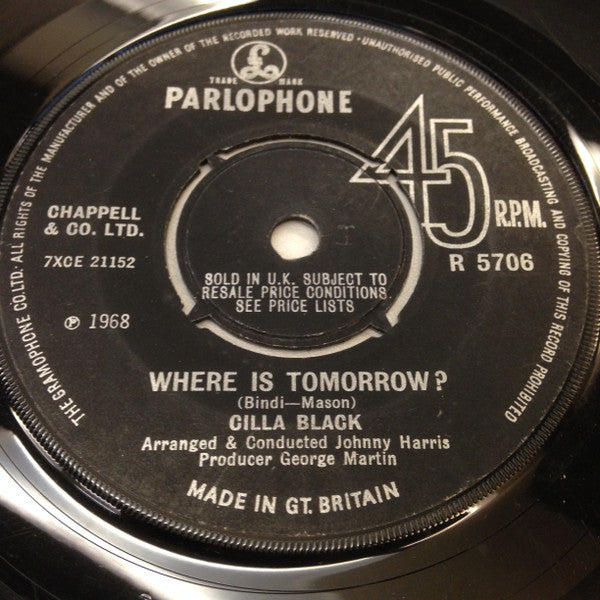 THE GRAMOPHONE CO.LTD. ALL RIGHTS OF THE MANUFACTURER AND OF THE OWNER OF THE RECORDED WORK RESERVED · UNAUTHORISED PUBLIC PERFORMANCE BROADCASTING AND COPYING OF THIS RECORD PROHIBITED
£
TRADE MARK
PARLOPHONE
45
R.P.M.
CHAPPELL
& CO. LTD.
7XCE 21152
R 5706
SOLD IN U.K. SUBJECT TO
RESALE PRICE CONDITIONS.
SEE PRICE LISTS
℗ 1968
WHERE IS TOMORROW?
(Bindi—Mason)
CILLA BLACK
Arranged & Conducted Johnny Harris
Producer George Martin
MADE IN GT. BRITAIN